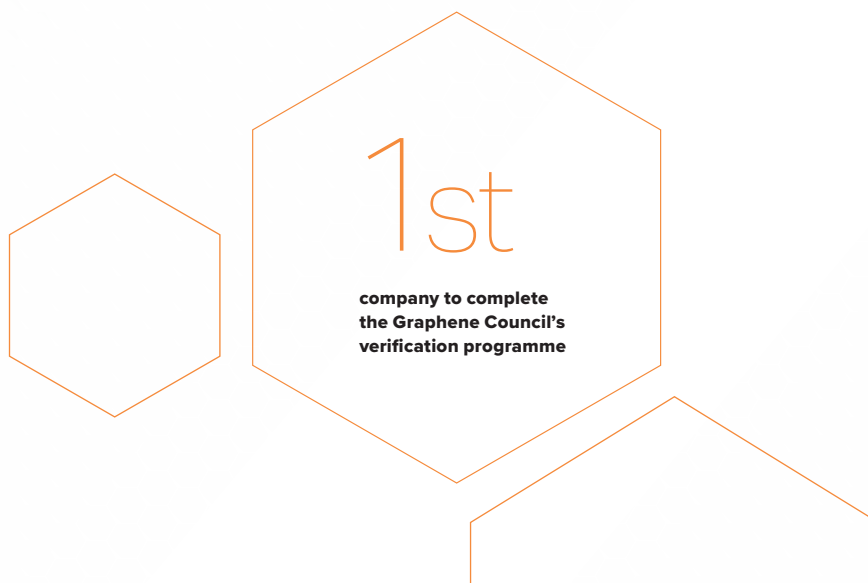 1st
company to complete
the Graphene Council’s
verification programme